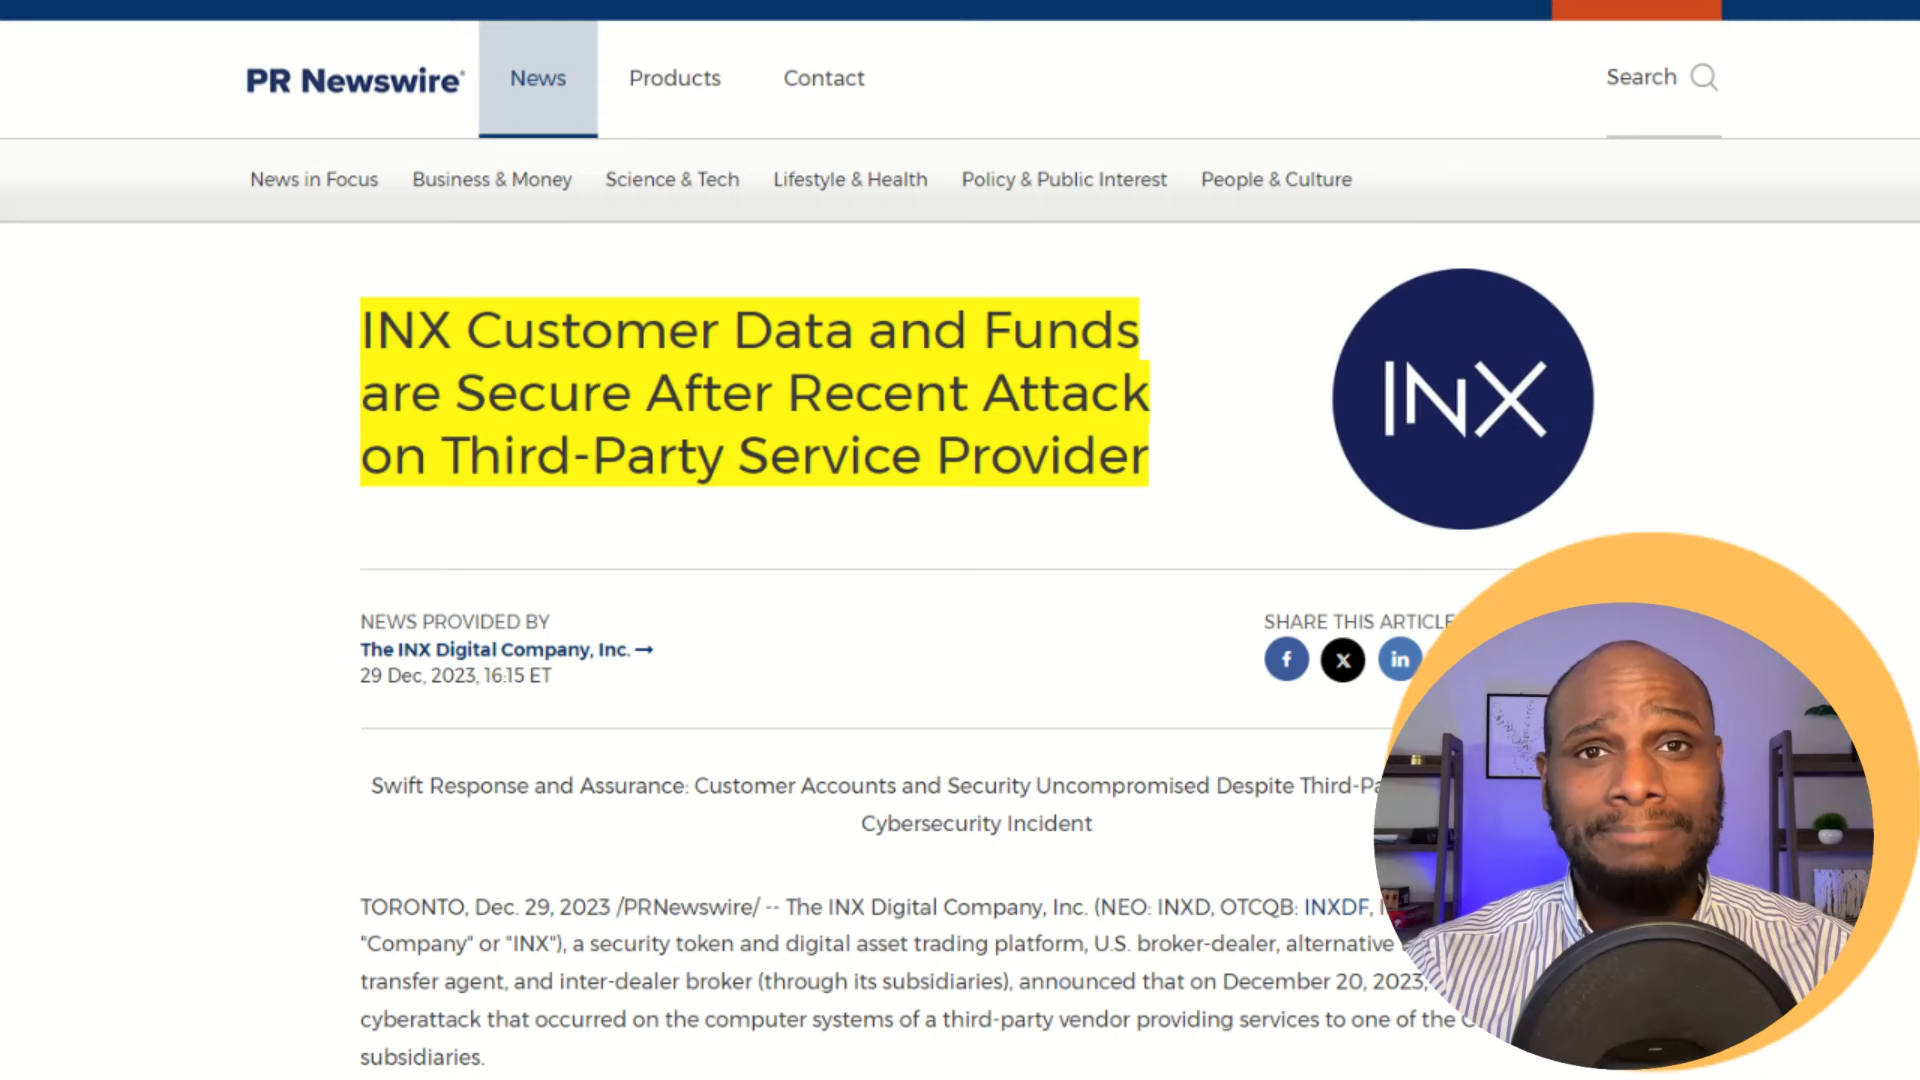 PR Newswire®
News
Products
Contact
Search
News in Focus
Business & Money
Science & Tech
Lifestyle & Health
Policy & Public Interest
People & Culture
INX Customer Data and Funds
are Secure After Recent Attack
on Third-Party Service Provider
INX
NEWS PROVIDED BY
The INX Digital Company, Inc. →
29 Dec, 2023, 16:15 ET
SHARE THIS ARTICLE
f
X
in
Swift Response and Assurance: Customer Accounts and Security Uncompromised Despite
Cybersecurity Incident
TORONTO, Dec. 29, 2023 /PRNewswire/ -- The INX Digital Company, Inc. (NEO: INXD, OTCQB: INXDF,
"Company" or "INX"), a security token and digital asset trading platform, U.S. broker-dealer, alternative
transfer agent, and inter-dealer broker (through its subsidiaries), announced that on December 20, 2023,
cyberattack that occurred on the computer systems of a third-party vendor providing services to one of the
subsidiaries.